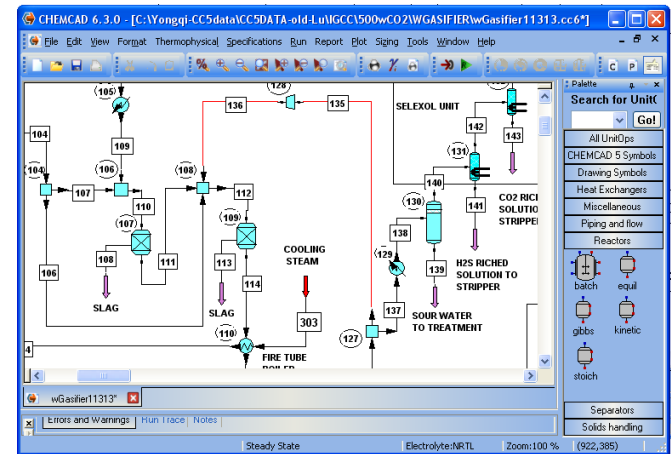 CHEMCAD 6.3.0 - [C:\Yongqi-CC5data\CC5DATA-old-Lu\IGCC\500wCO2\WGASIFIER\wGasifier11313.cc6*]
File Edit View Format Thermophysical Specifications Run Report Plot Sizing Tools Window Help
C P
Palette
Search for Unit(
Go!
All UnitOps
CHEMCAD 5 Symbols
Drawing Symbols
Heat Exchangers
Miscellaneous
Piping and flow
Reactors
batch equil
gibbs kinetic
stoich
Separators
Solids handling
105
128
136
135
SELEXOL UNIT
142
143
104
109
131
104
106
108
140
107
112
130
CO2 RICH
SOLUTION
STRIPPER
110
109
141
107
138
108
129
106
111
113
114
COOLING
STEAM
139
H2S RICHED
SOLUTION TO
STRIPPER
SLAG
SLAG
137
SOUR WATER
TO TREATMENT
303
127
110
4
FIRE TUBE
BOILER
wGasifier11313*
Errors and Warnings Run Trace Notes
Steady State Electrolyte:NRTL Zoom:100 % (922,385)